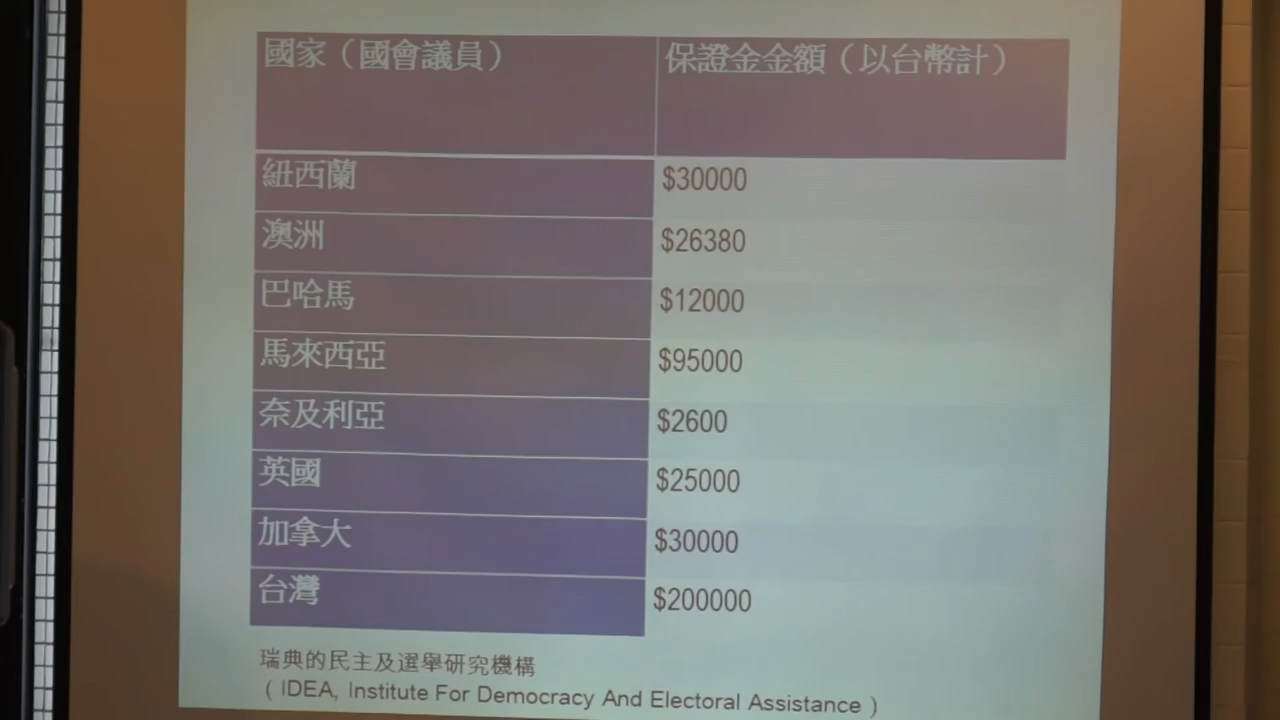 國家（國會議員） 保證金金額（以台幣計）
紐西蘭 $30000
澳洲 $26380
巴哈馬 $12000
馬來西亞 $95000
奈及利亞 $2600
英國 $25000
加拿大 $30000
台灣 $200000
瑞典的民主及選舉研究機構
（ IDEA, Institute For Democracy And Electoral Assistance ）